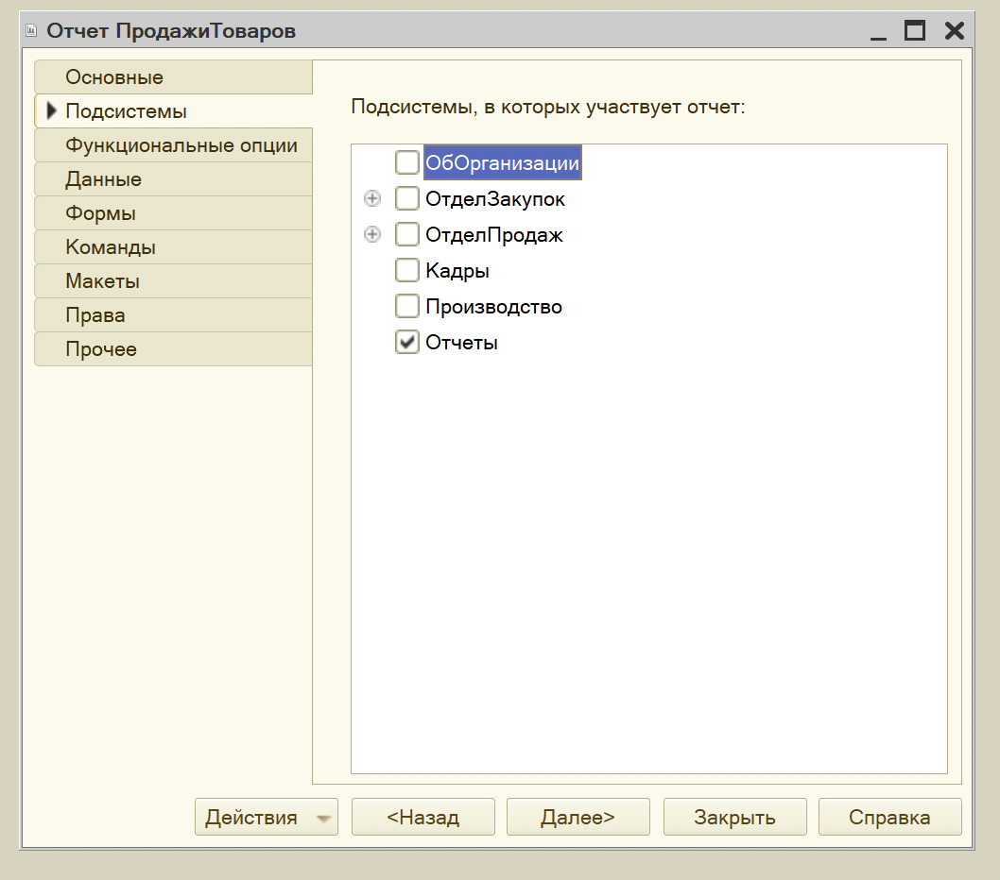 Отчет ПродажиТоваров
Основные
Подсистемы
Функциональные опции
Данные
Формы
Команды
Макеты
Права
Прочее
Подсистемы, в которых участвует отчет:
ОбОрганизации
ОтделЗакупок
ОтделПродаж
Кадры
Производство
Отчеты
Действия
<Назад
Далее>
Закрыть
Справка